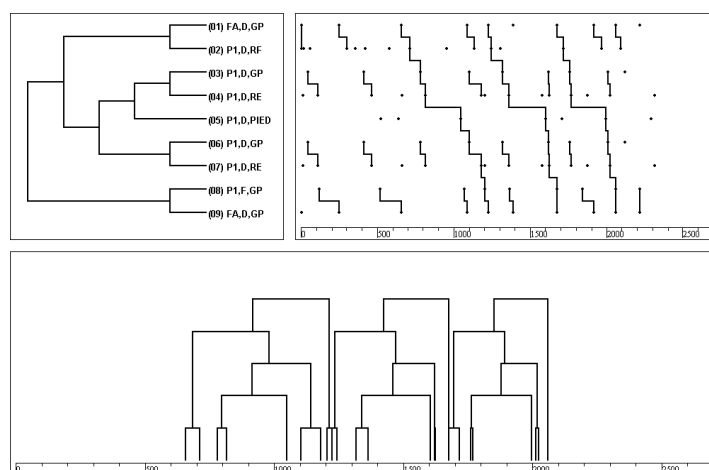 (01) FA,D,GP
(02) P1,D,RF
(03) P1,D,GP
(04) P1,D,RE
(05) P1,D,PIED
(06) P1,D,GP
(07) P1,D,RE
(08) P1,F,GP
(09) FA,D,GP
0 500 1000 1500 2000 2500
0 500 1000 1500 2000 2500